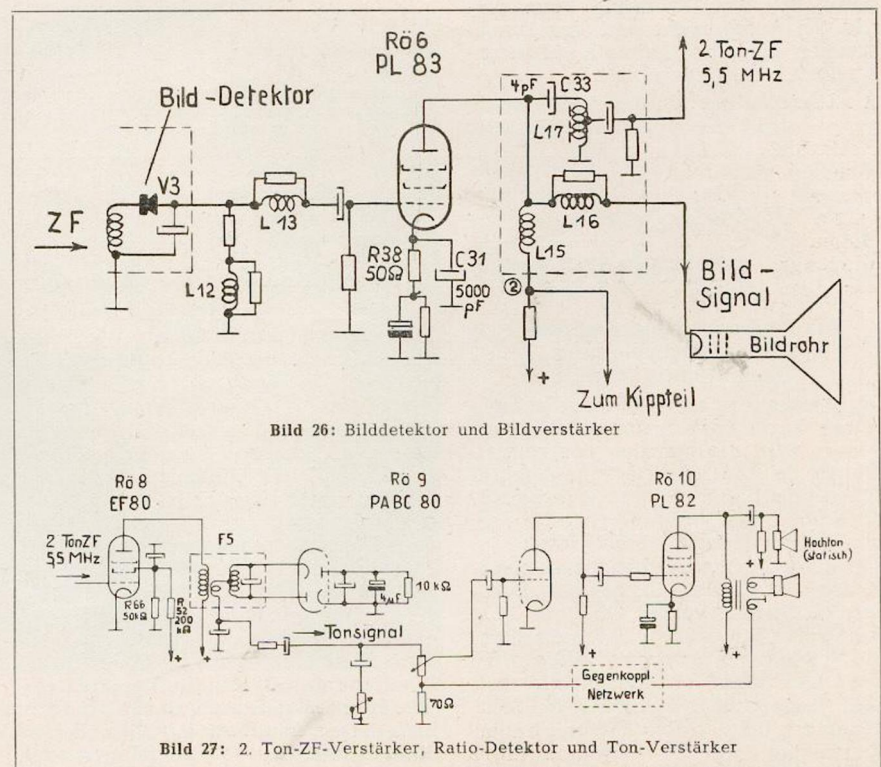 Rö 6
PL 83
2. Ton-ZF
5,5 MHz
Bild-Detektor
4pF
C 33
L17
V3
ZF
L 13
L16
R38
50Ω
C 31
5000
pF
L15
L12
②
Bild-
Signal
Bildrohr
+
Zum Kippteil
Bild 26: Bilddetektor und Bildverstärker
Rö 8
EF80
Rö 9
PABC 80
Rö 10
PL 82
2 TonZF
5,5 MHz
F5
Hochton
(statisch)
R66
50kΩ
R
52
200
kΩ
4µF
10 kΩ
+
+
+
+
+
Tonsignal
70Ω
Gegenkoppl.
Netzwerk
Bild 27: 2. Ton-ZF-Verstärker, Ratio-Detektor und Ton-Verstärker